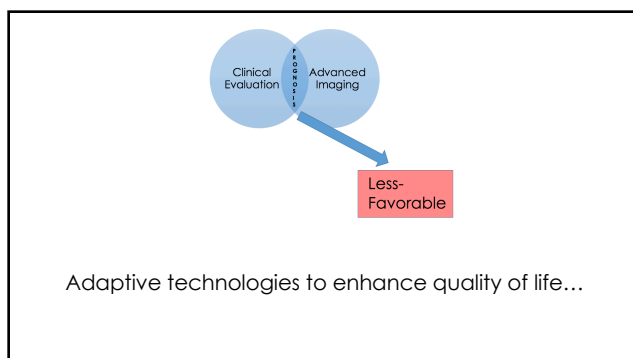 Clinical
Evaluation
PROGNOSIS
Advanced
Imaging
Less-
Favorable
Adaptive technologies to enhance quality of life…